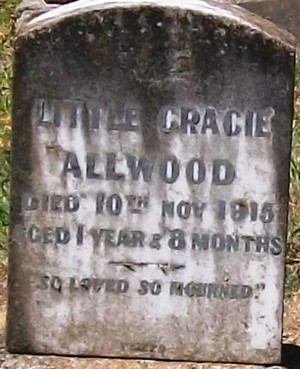 LITTLE GRACIE
ALLWOOD
DIED 10TH NOV 1915
AGED 1 YEAR & 8 MONTHS
"SO LOVED SO MOURNED."